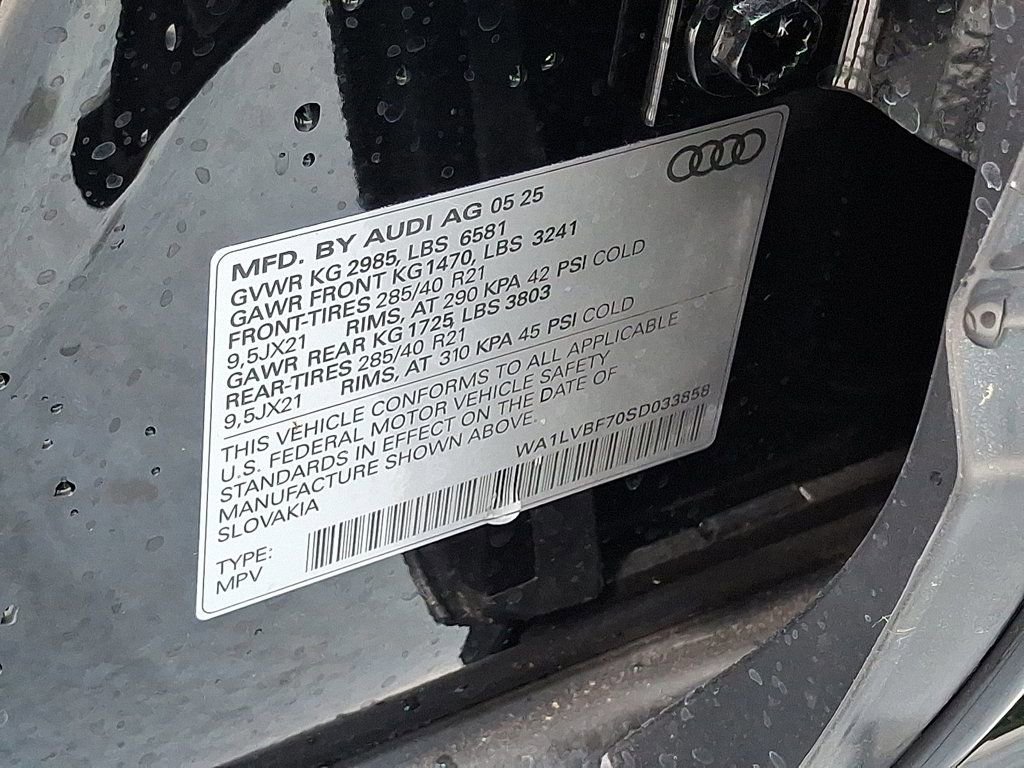 MFD. BY AUDI AG 05 25
GVWR KG 2985, LBS 6581
GAWR FRONT KG 1470, LBS 3241
FRONT-TIRES 285/40 R21
9,5JX21 RIMS, AT 290 KPA 42 PSI COLD
GAWR REAR KG 1725, LBS 3803
REAR-TIRES 285/40 R21
9,5JX21 RIMS, AT 310 KPA 45 PSI COLD
THIS VEHICLE CONFORMS TO ALL APPLICABLE
U.S. FEDERAL MOTOR VEHICLE SAFETY
STANDARDS IN EFFECT ON THE DATE OF
MANUFACTURE SHOWN ABOVE.
SLOVAKIA
WA1LVBF70SD033858
TYPE:
MPV